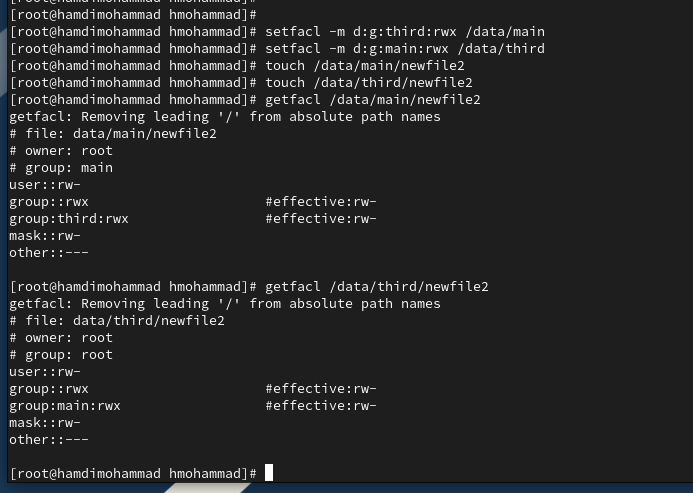 [root@hamdimohammad hmohammad]#
[root@hamdimohammad hmohammad]#
[root@hamdimohammad hmohammad]# setfacl -m d:g:third:rwx /data/main
[root@hamdimohammad hmohammad]# setfacl -m d:g:main:rwx /data/third
[root@hamdimohammad hmohammad]# touch /data/main/newfile2
[root@hamdimohammad hmohammad]# touch /data/third/newfile2
[root@hamdimohammad hmohammad]# getfacl /data/main/newfile2
getfacl: Removing leading '/' from absolute path names
# file: data/main/newfile2
# owner: root
# group: main
user::rw-
group::rwx #effective:rw-
group:third:rwx #effective:rw-
mask::rw-
other::---

[root@hamdimohammad hmohammad]# getfacl /data/third/newfile2
getfacl: Removing leading '/' from absolute path names
# file: data/third/newfile2
# owner: root
# group: root
user::rw-
group::rwx #effective:rw-
group:main:rwx #effective:rw-
mask::rw-
other::---

[root@hamdimohammad hmohammad]#